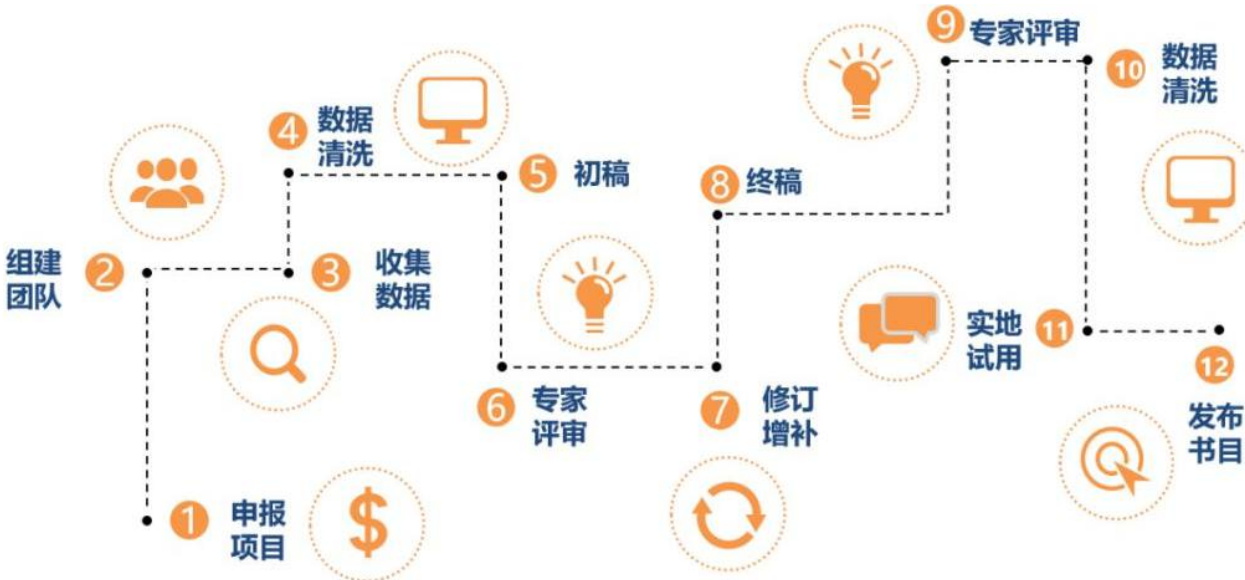 1 申报
项目
2 组建
团队
3 收集
数据
4 数据
清洗
5 初稿
6 专家
评审
7 修订
增补
8 终稿
9 专家评审
10 数据
清洗
11 实地
试用
12
发布
书目